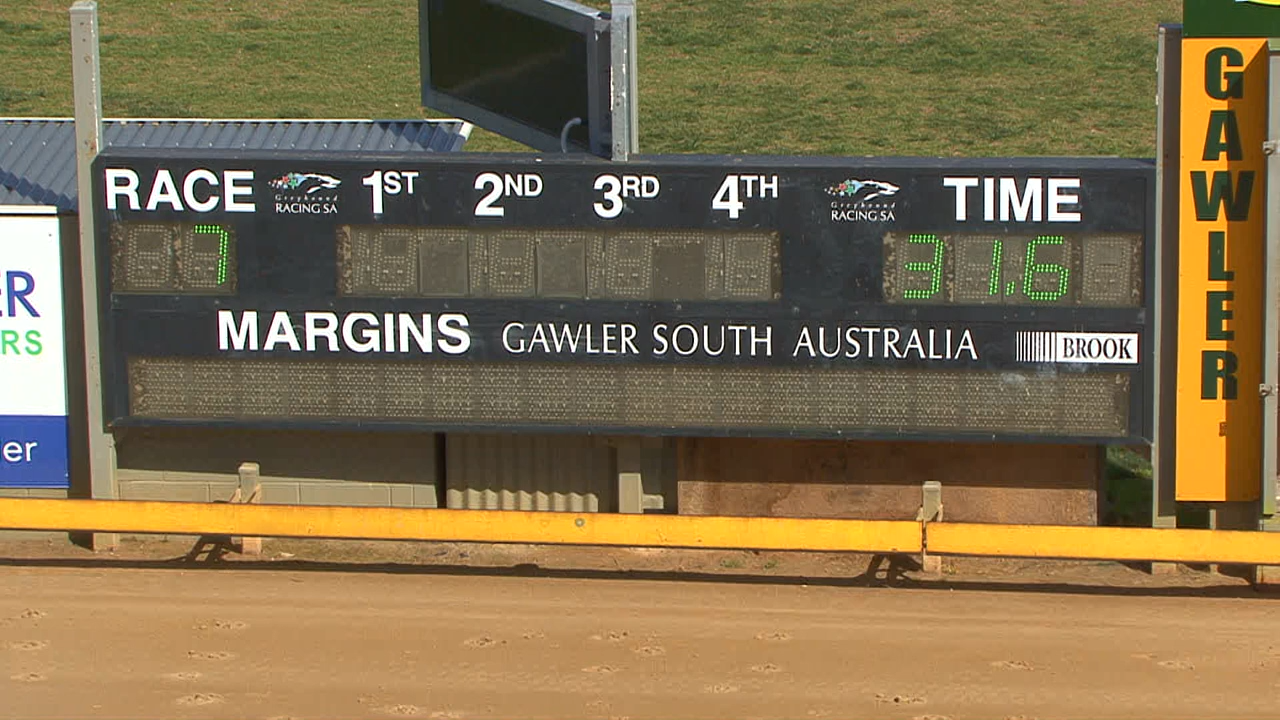 RACE Greyhound RACING SA 1ST 2ND 3RD 4TH Greyhound RACING SA TIME
7 31.6
MARGINS GAWLER SOUTH AUSTRALIA BROOK
GAWLER
ER
RS
er